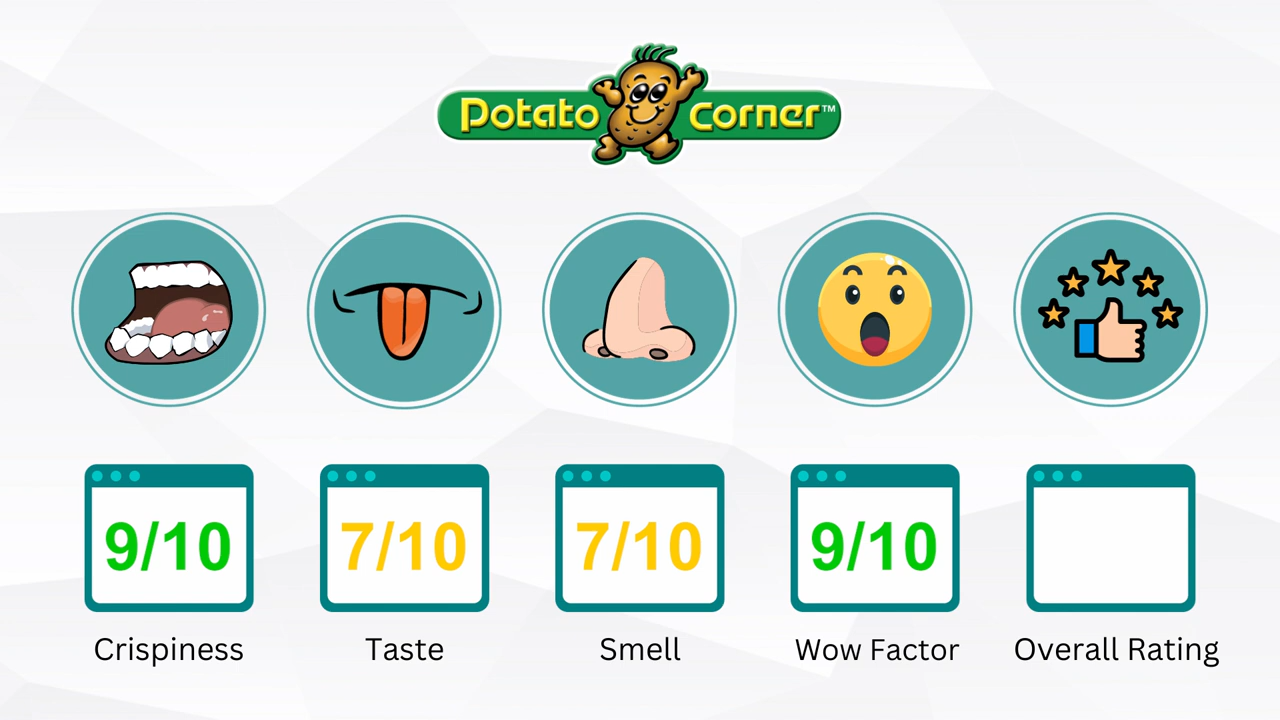 Potato Corner™
9/10
7/10
7/10
9/10
Crispiness
Taste
Smell
Wow Factor
Overall Rating